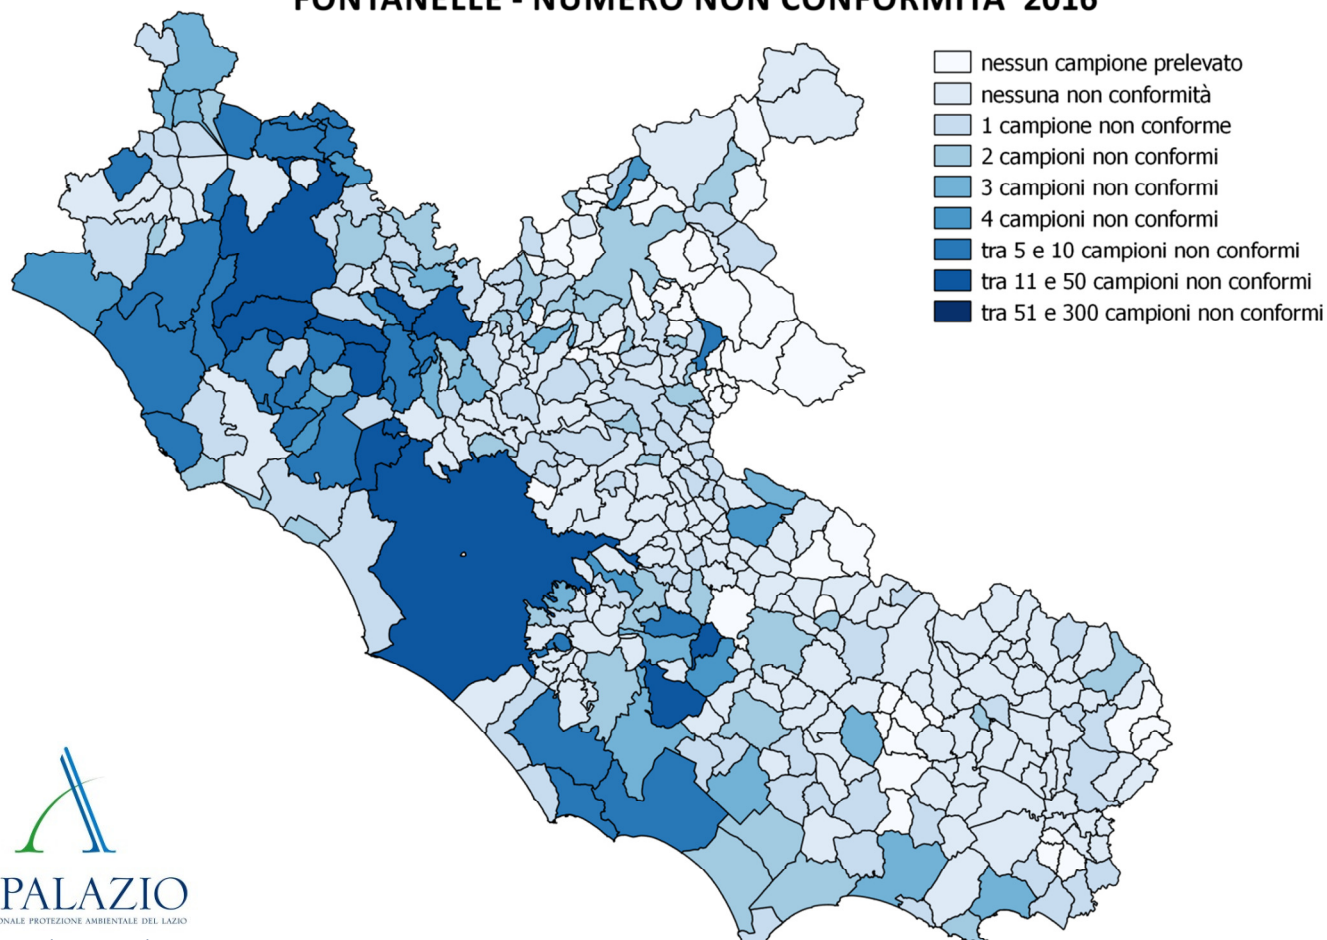 FONTANELLE - NUMERO NON CONFORMITA' 2016
nessun campione prelevato
nessuna non conformità
1 campione non conforme
2 campioni non conformi
3 campioni non conformi
4 campioni non conformi
tra 5 e 10 campioni non conformi
tra 11 e 50 campioni non conformi
tra 51 e 300 campioni non conformi
PALAZIO
ONALE PROTEZIONE AMBIENTALE DEL LAZIO